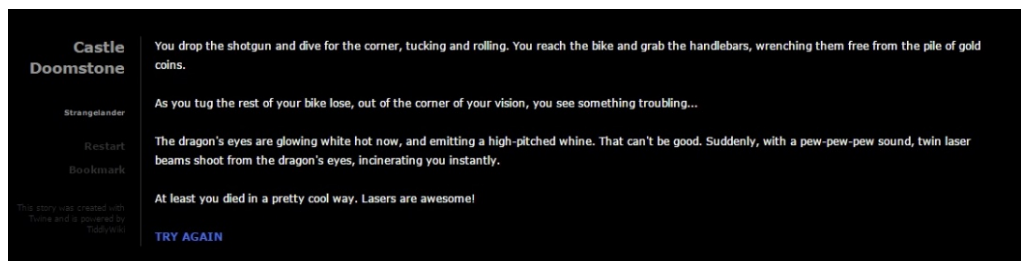 Castle
Doomstone
Strangelander
Restart
Bookmark
This story was created with
Twine and is powered by
TiddlyWiki
You drop the shotgun and dive for the corner, tucking and rolling. You reach the bike and grab the handlebars, wrenching them free from the pile of gold
coins.
As you tug the rest of your bike lose, out of the corner of your vision, you see something troubling...
The dragon's eyes are glowing white hot now, and emitting a high-pitched whine. That can't be good. Suddenly, with a pew-pew-pew sound, twin laser
beams shoot from the dragon's eyes, incinerating you instantly.
At least you died in a pretty cool way. Lasers are awesome!
TRY AGAIN